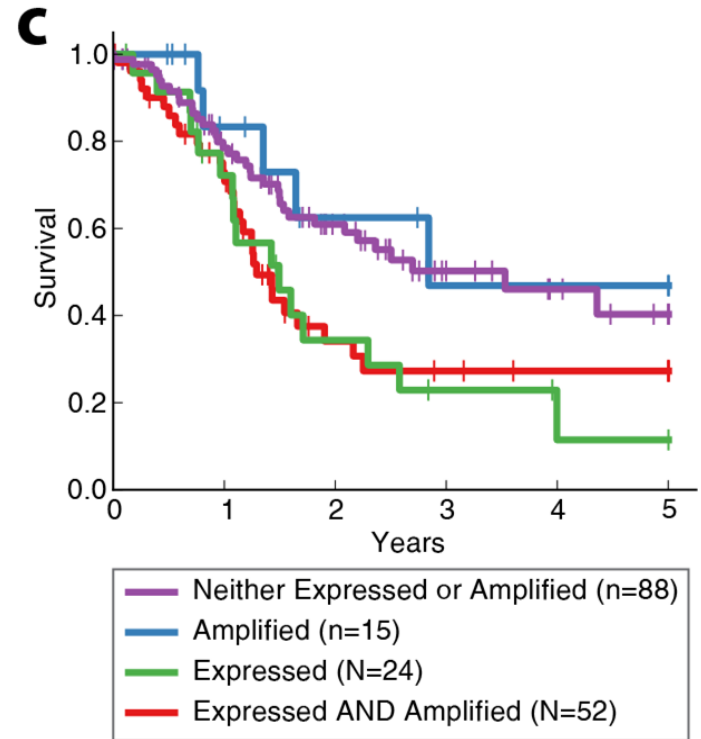 C
1.0
0.8
0.6
0.4
0.2
0.0
Survival
0 1 2 3 4 5
Years
Neither Expressed or Amplified (n=88)
Amplified (n=15)
Expressed (N=24)
Expressed AND Amplified (N=52)